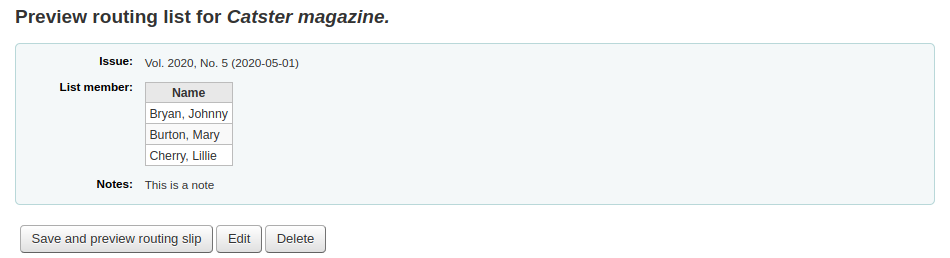 Preview routing list for Catster magazine.
Issue: Vol. 2020, No. 5 (2020-05-01)
List member: Name
Bryan, Johnny
Burton, Mary
Cherry, Lillie
Notes: This is a note
Save and preview routing slip Edit Delete